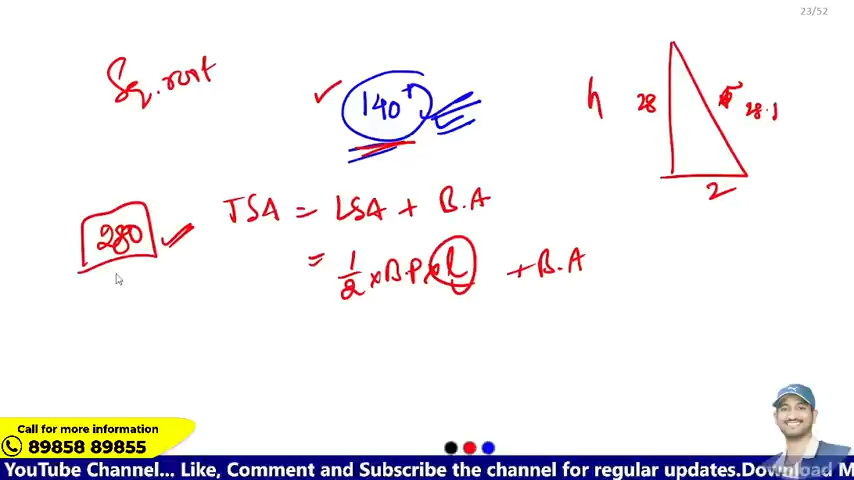 23/52
Sq. root
140
h
28
28.1
2
280
TSA = LSA + B.A
= 1/2 × B.P × l + B.A
Call for more information
89858 89855
YouTube Channel... Like, Comment and Subscribe the channel for regular updates.Download M